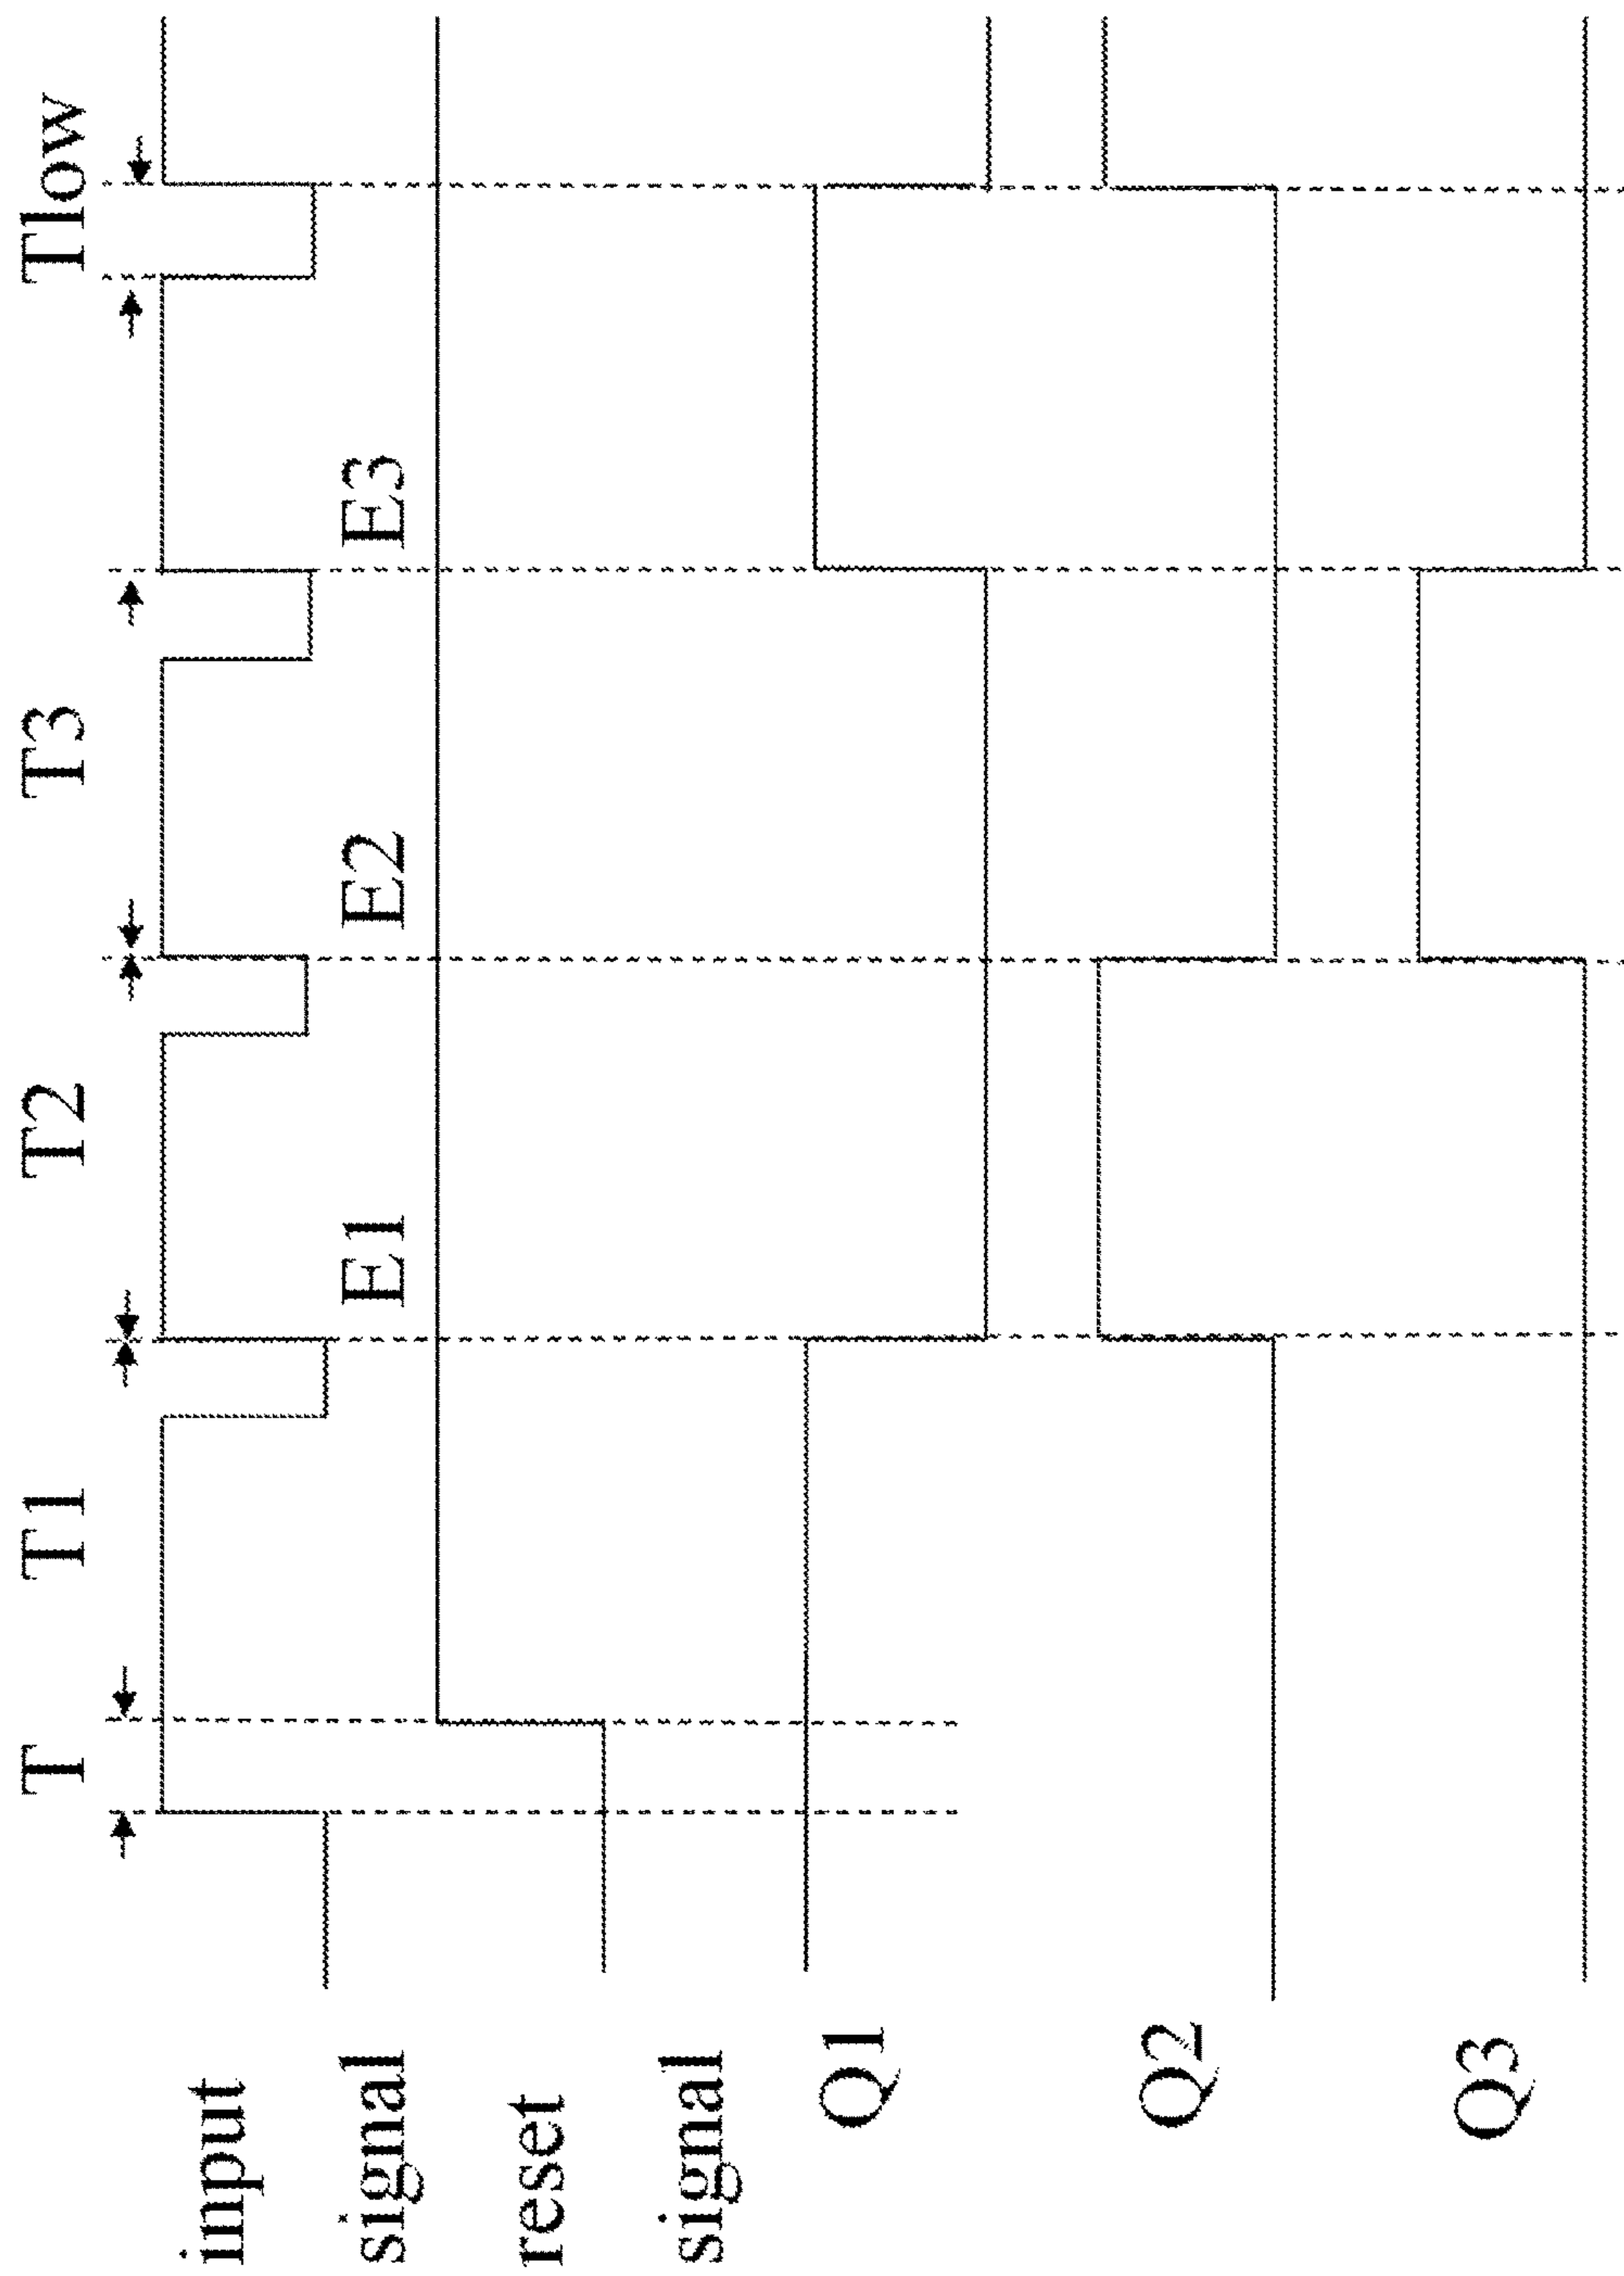 T T1 T2 T3 Tlow
input
signal
E1 E2 E3
reset
signal
Q1
Q2
Q3